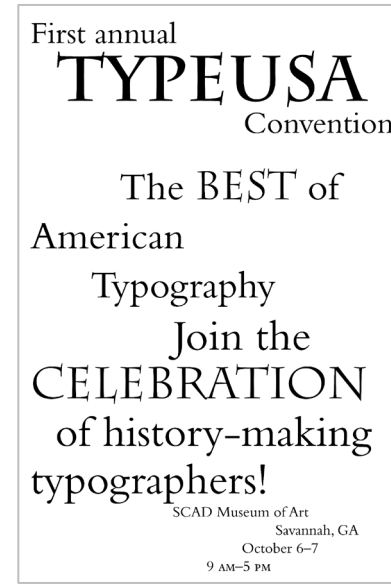 First annual
TYPEUSA
Convention
The BEST of
American
Typography
Join the
CELEBRATION
of history-making
typographers!
SCAD Museum of Art
Savannah, GA
October 6–7
9 AM–5 PM